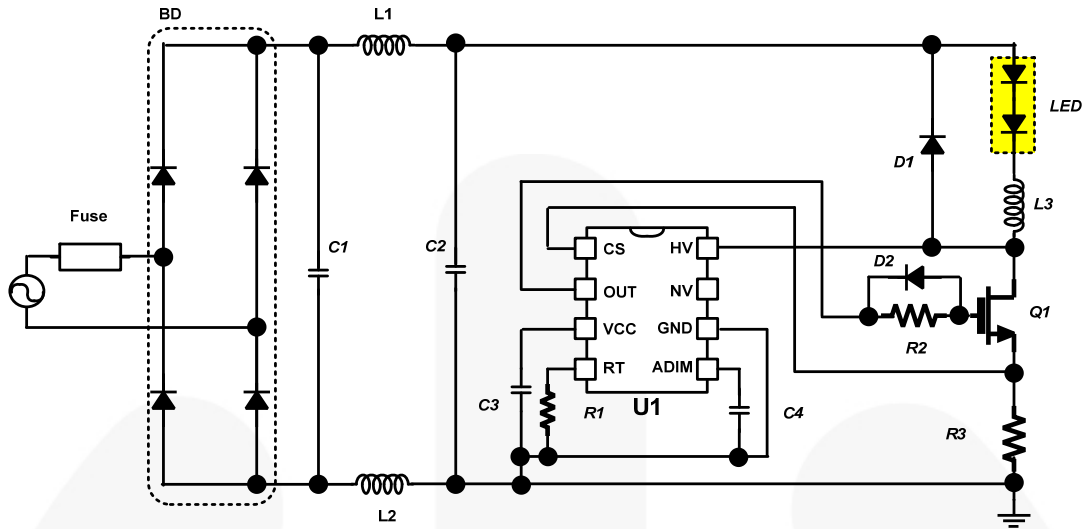 BD
L1
LED
D1
L3
Fuse
C1
C2
CS
HV
D2
OUT
NV
Q1
VCC
GND
R2
RT
ADIM
C3
R1
U1
C4
R3
L2